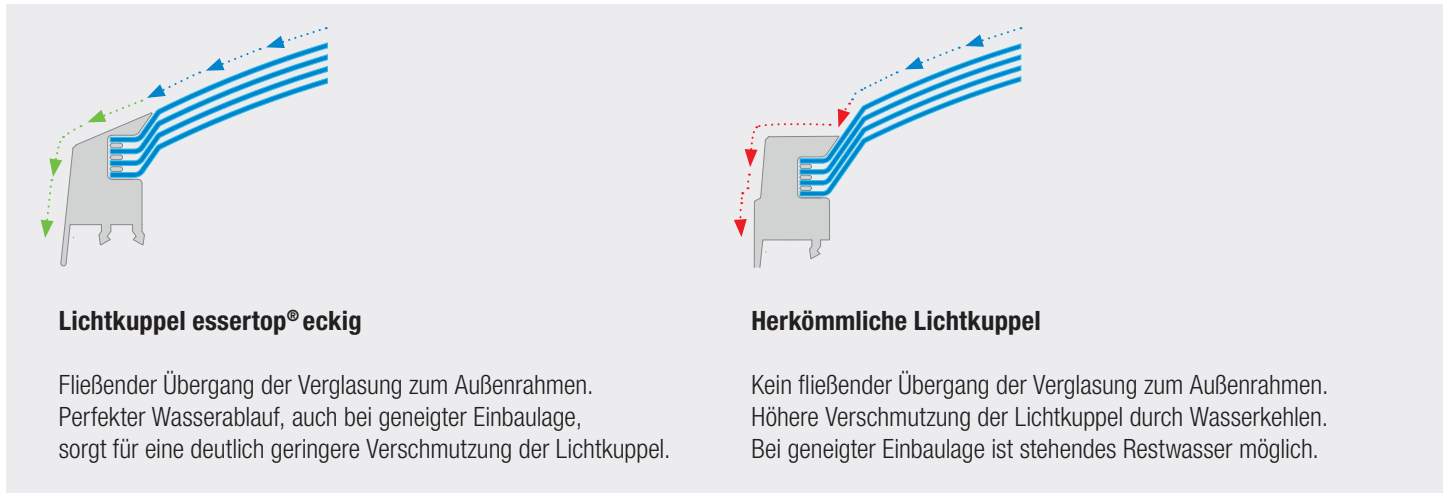 Lichtkuppel essertop® eckig
Fließender Übergang der Verglasung zum Außenrahmen.
Perfekter Wasserablauf, auch bei geneigter Einbaulage,
sorgt für eine deutlich geringere Verschmutzung der Lichtkuppel.
Herkömmliche Lichtkuppel
Kein fließender Übergang der Verglasung zum Außenrahmen.
Höhere Verschmutzung der Lichtkuppel durch Wasserkehlen.
Bei geneigter Einbaulage ist stehendes Restwasser möglich.